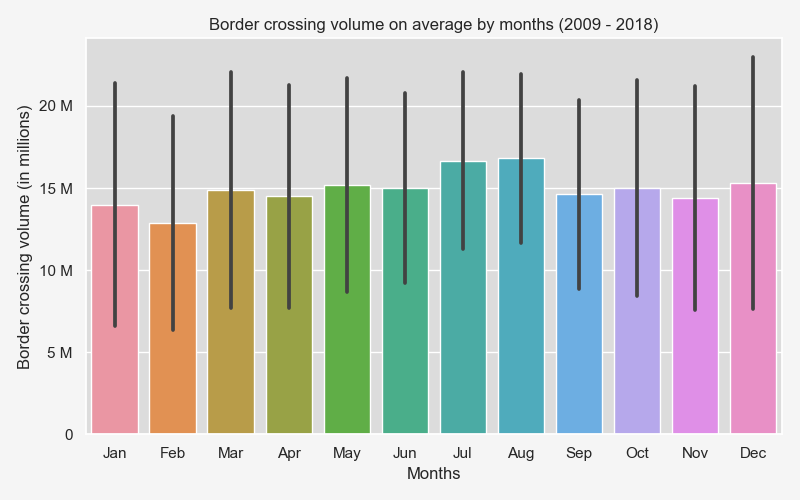 Border crossing volume on average by months (2009 - 2018)
Border crossing volume (in millions)
20 M
15 M
10 M
5 M
0
Jan Feb Mar Apr May Jun Jul Aug Sep Oct Nov Dec
Months